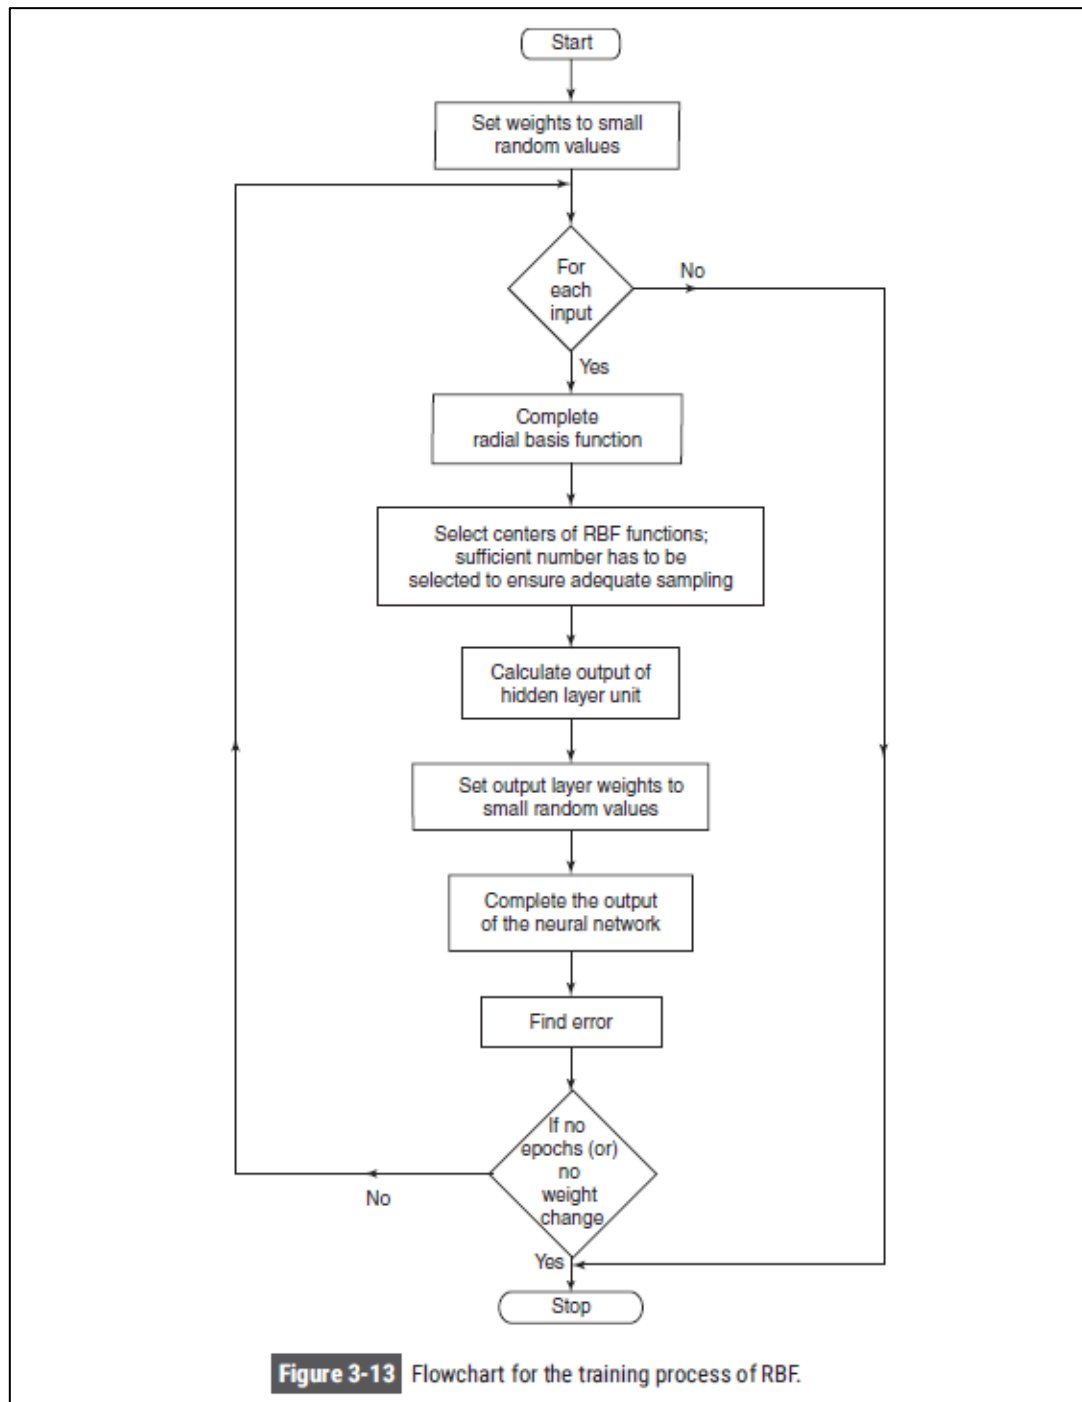 Start
Set weights to small
random values
For
each
input
No
Yes
Complete
radial basis function
Select centers of RBF functions;
sufficient number has to be
selected to ensure adequate sampling
Calculate output of
hidden layer unit
Set output layer weights to
small random values
Complete the output
of the neural network
Find error
If no
epochs (or)
no
weight
change
No
Yes
Stop
Figure 3-13 Flowchart for the training process of RBF.